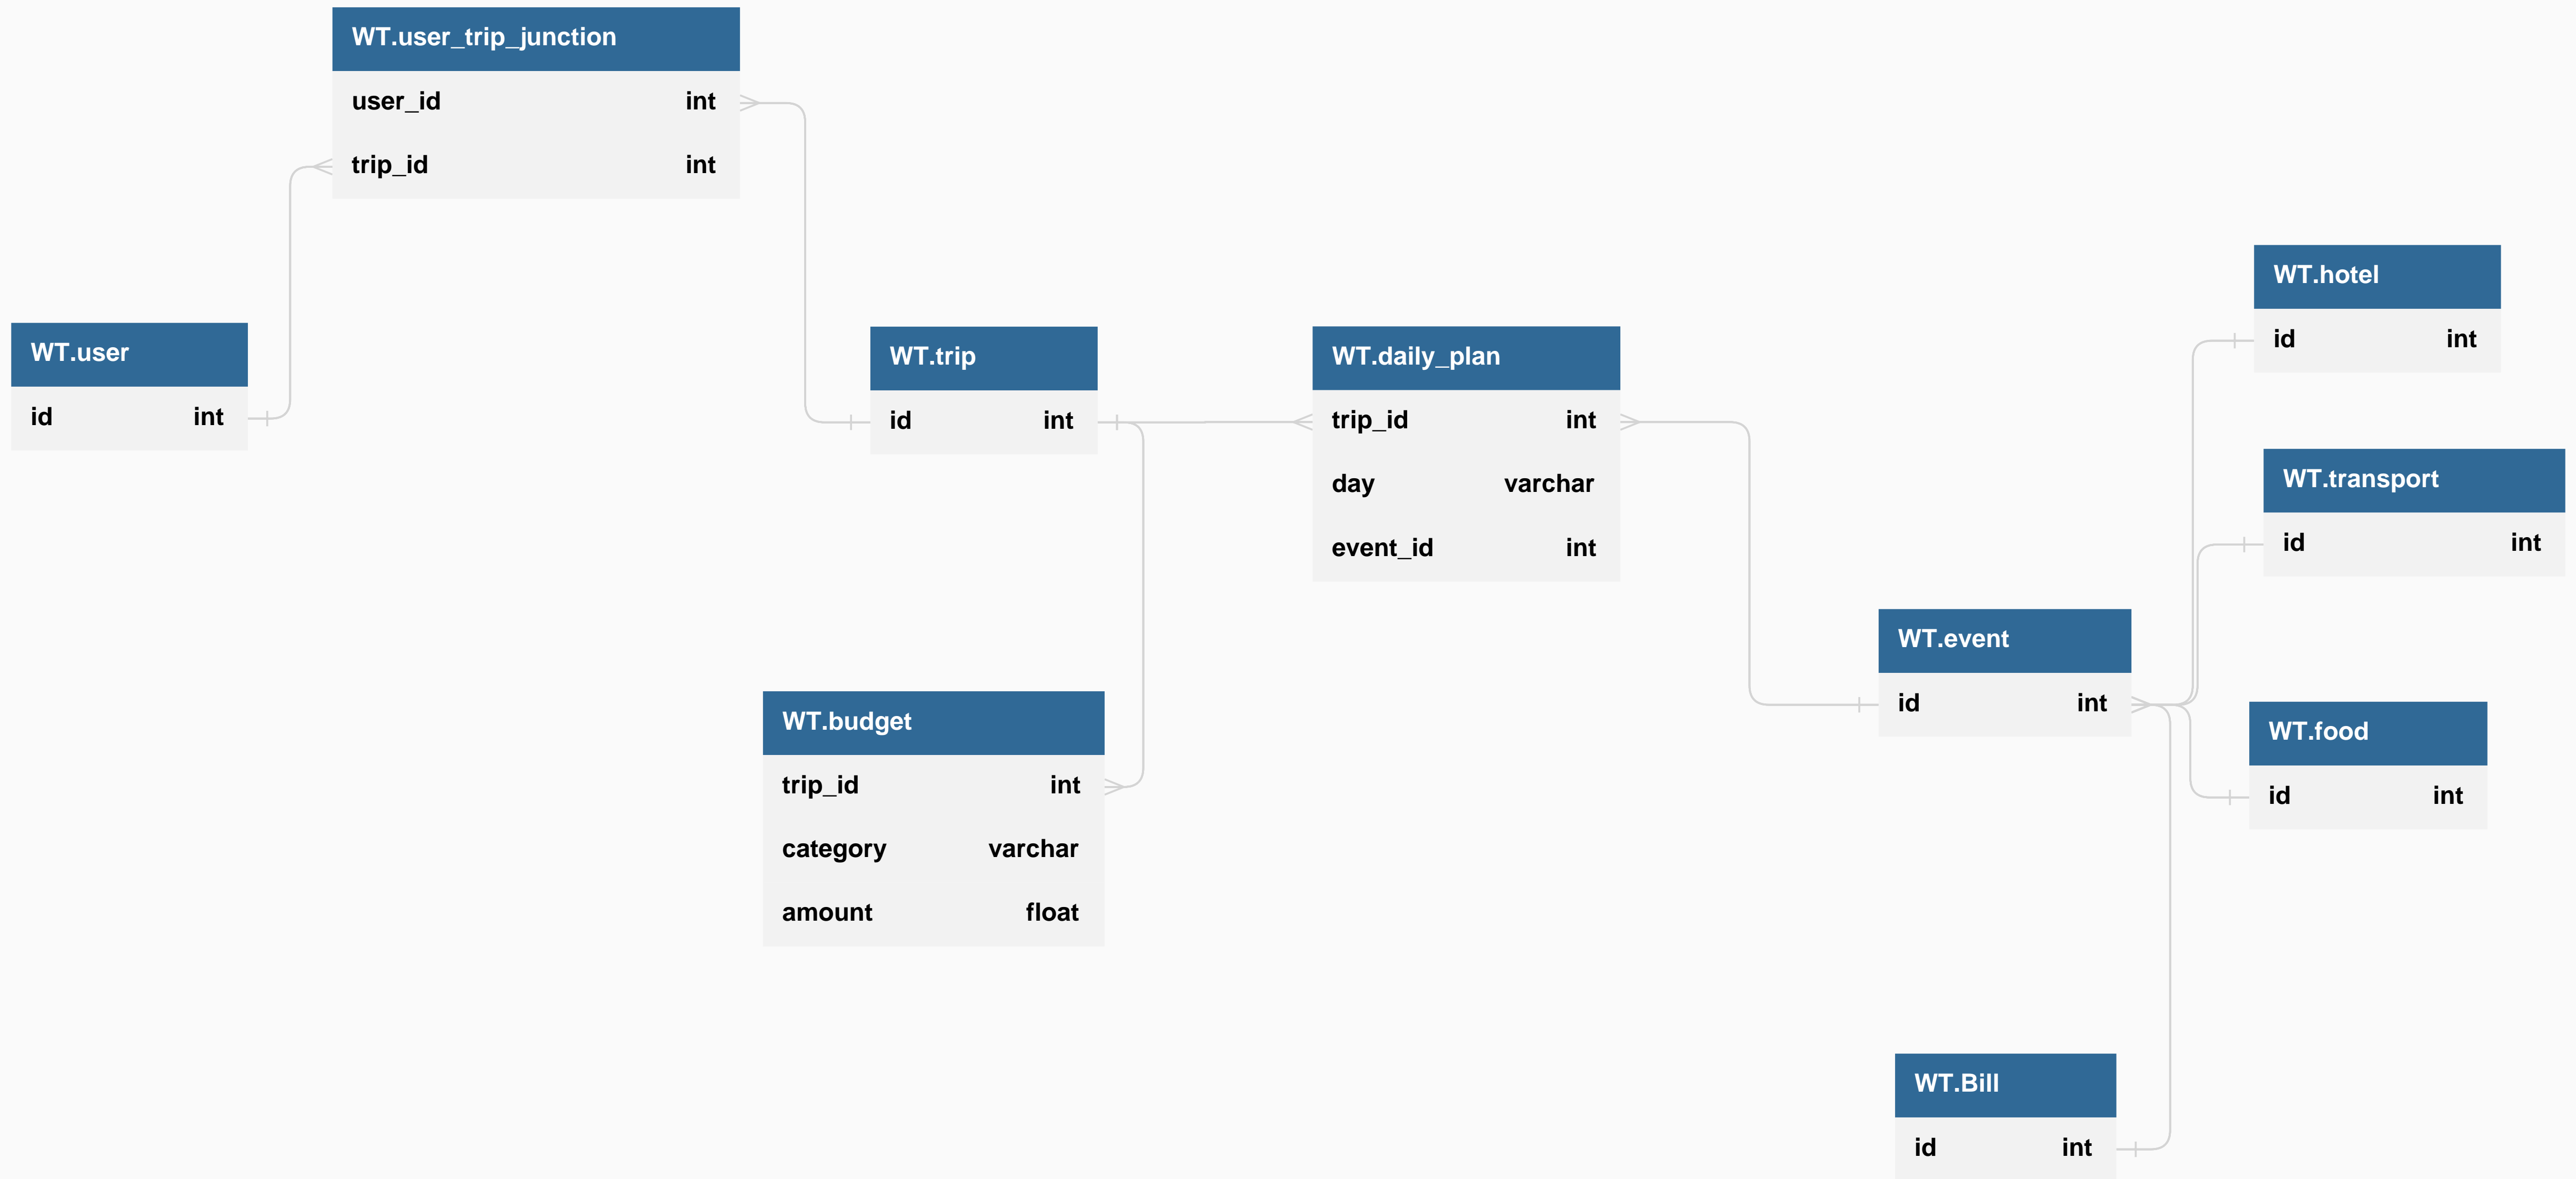 WT.user_trip_junction
user_id int
trip_id int
WT.user
id int
WT.trip
id int
WT.daily_plan
trip_id int
day varchar
event_id int
WT.budget
trip_id int
category varchar
amount float
WT.event
id int
WT.hotel
id int
WT.transport
id int
WT.food
id int
WT.Bill
id int